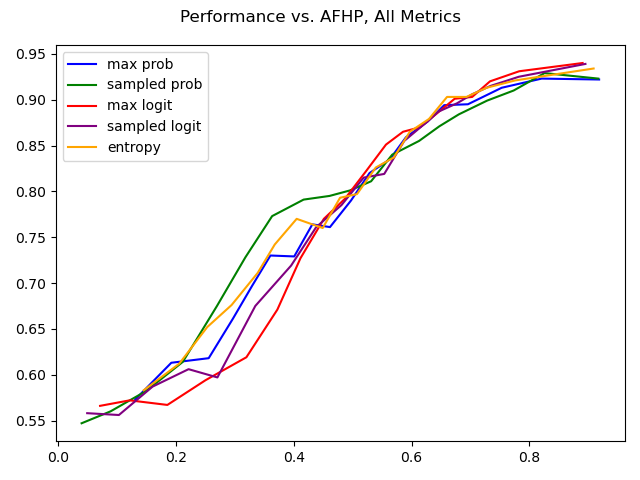 Performance vs. AFHP, All Metrics
max prob
sampled prob
max logit
sampled logit
entropy
0.95
0.90
0.85
0.80
0.75
0.70
0.65
0.60
0.55
0.0 0.2 0.4 0.6 0.8